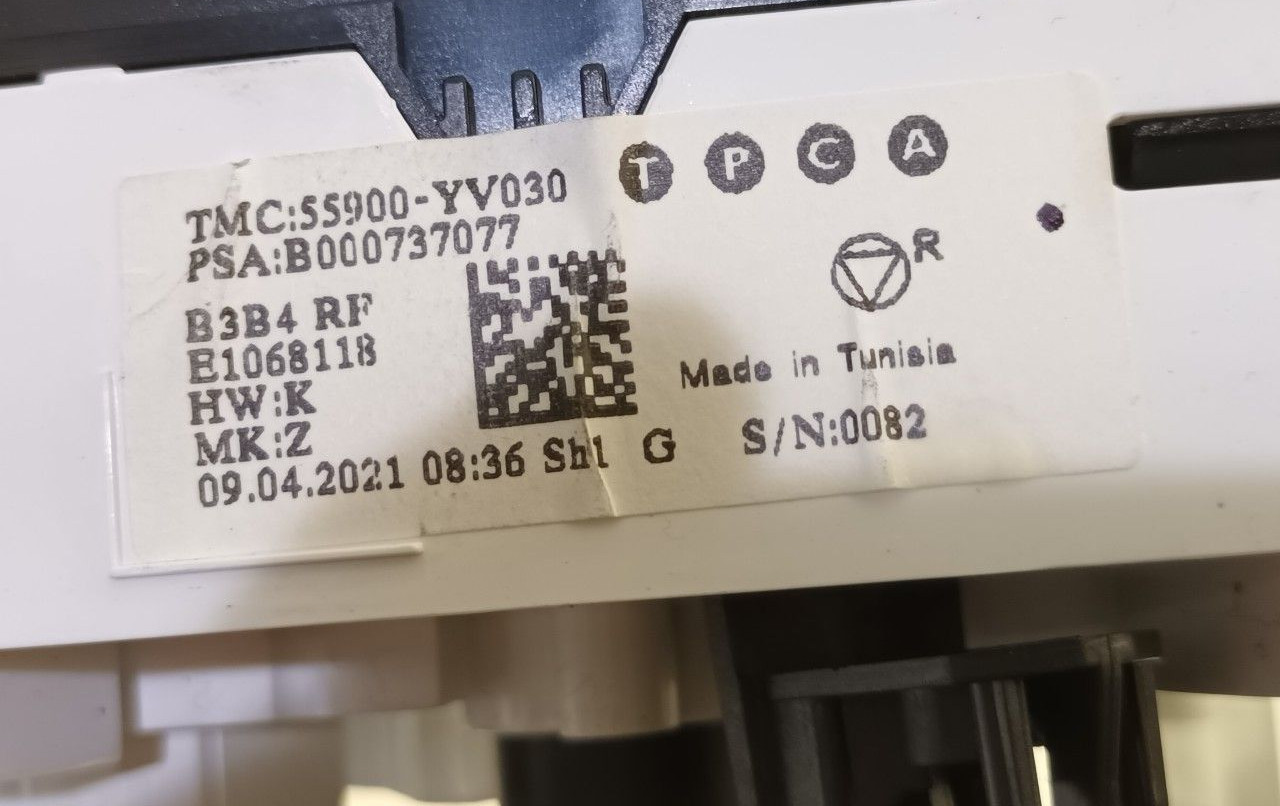 T P C A
TMC:55900-YV030
PSA:B000737077
R
B3B4 RF
E1068118
Made in Tunisia
HW:K
MK:Z
S/N:0082
09.04.2021 08:36 Sh1 G